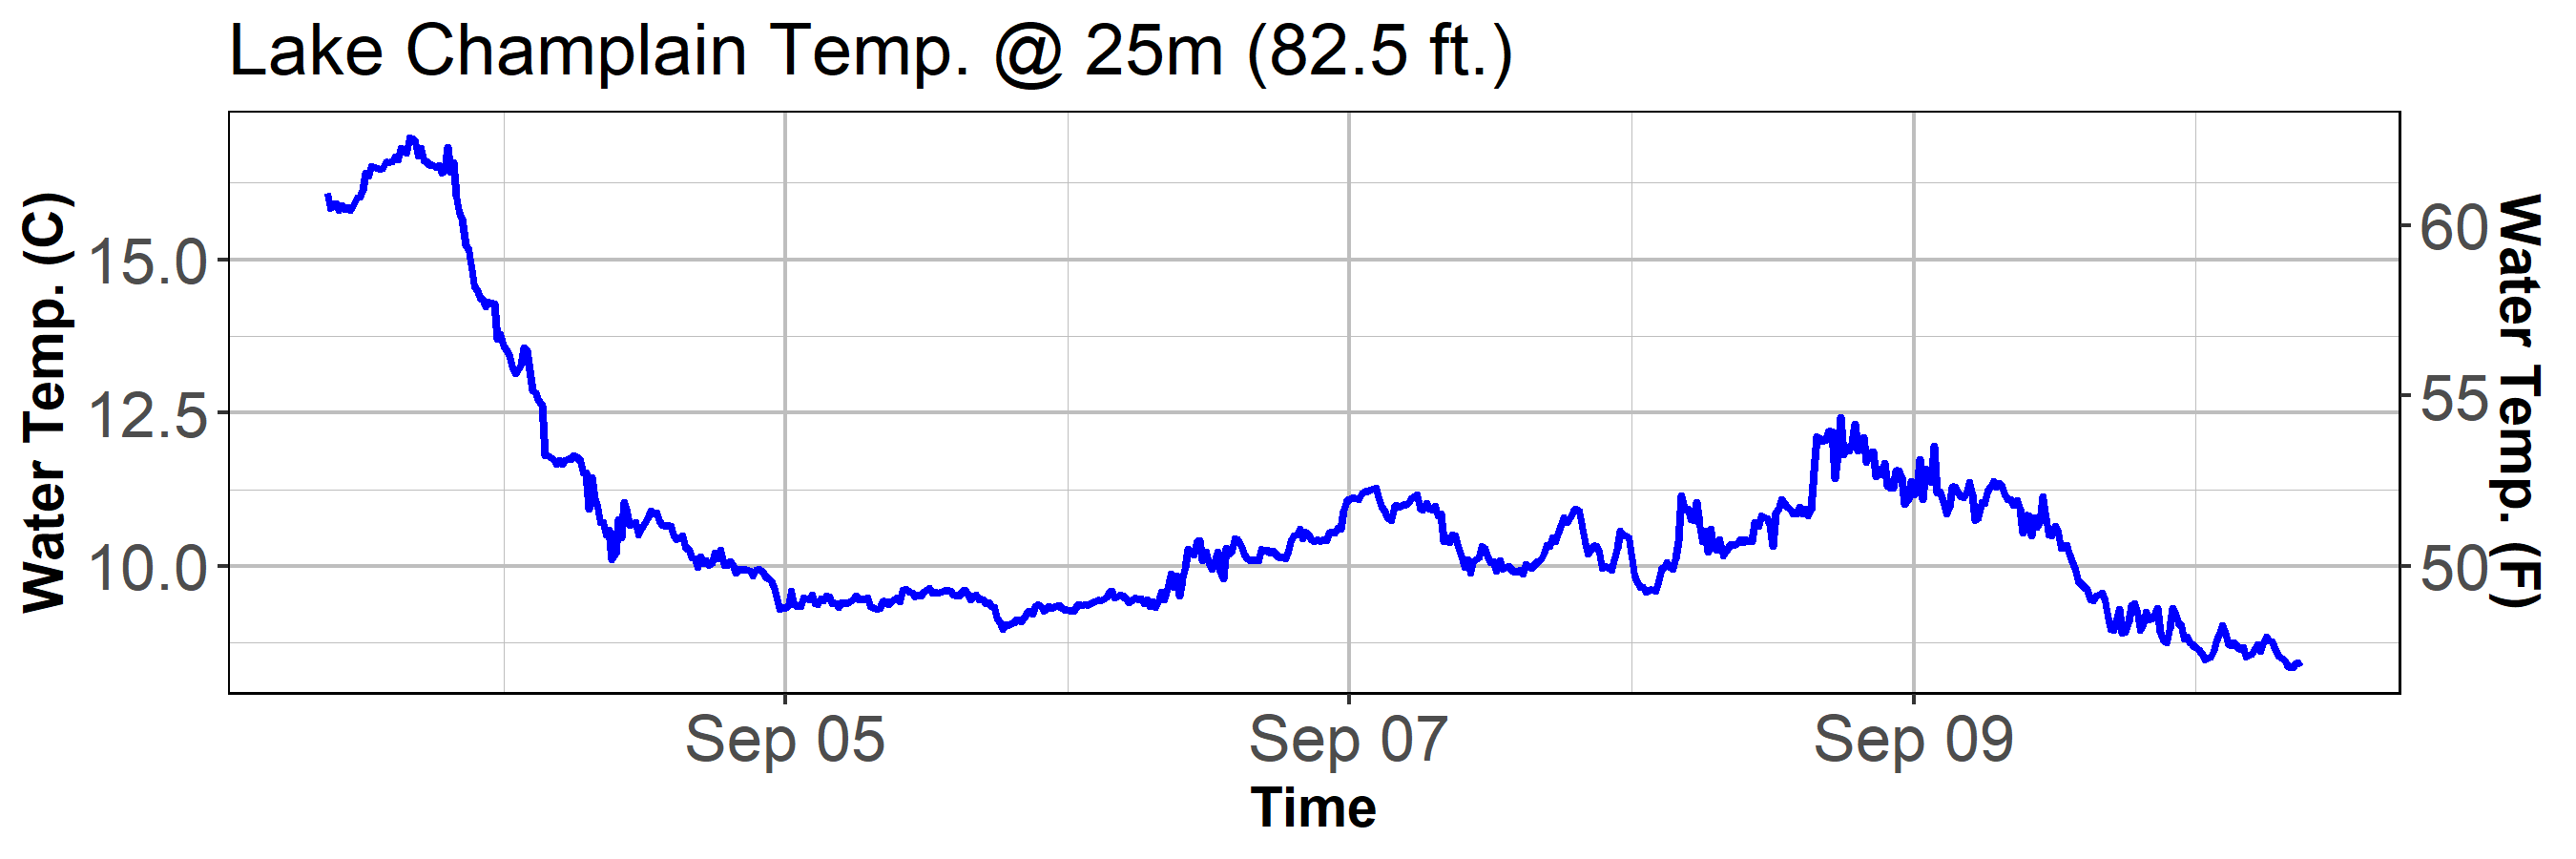 Lake Champlain Temp. @ 25m (82.5 ft.)
Water Temp. (C)
15.0
12.5
10.0
60
55
50
Water Temp. (F)
Sep 05
Sep 07
Sep 09
Time